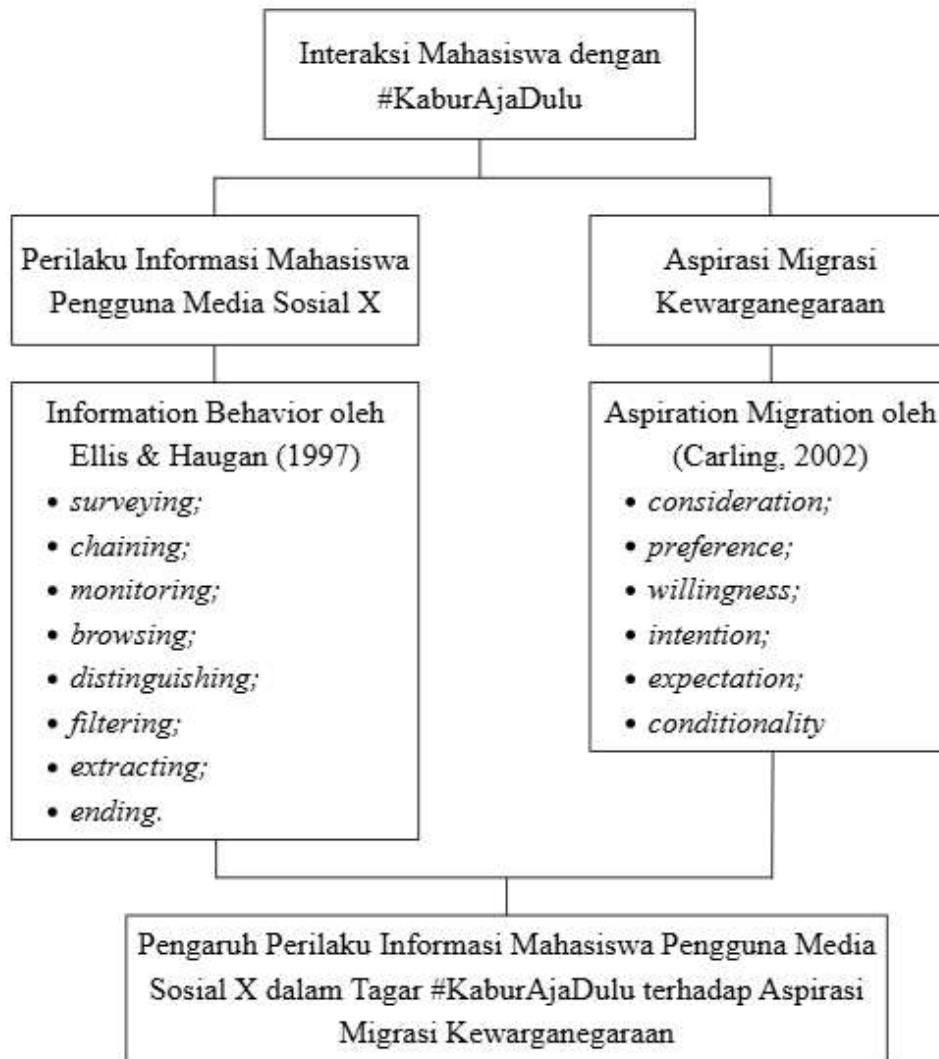 Interaksi Mahasiswa dengan
#KaburAjaDulu
Perilaku Informasi Mahasiswa
Pengguna Media Sosial X
Aspirasi Migrasi
Kewarganegaraan
Information Behavior oleh
Ellis & Haugan (1997)
• surveying;
• chaining;
• monitoring;
• browsing;
• distinguishing;
• filtering;
• extracting;
• ending.
Aspiration Migration oleh
(Carling, 2002)
• consideration;
• preference;
• willingness;
• intention;
• expectation;
• conditionality
Pengaruh Perilaku Informasi Mahasiswa Pengguna Media
Sosial X dalam Tagar #KaburAjaDulu terhadap Aspirasi
Migrasi Kewarganegaraan